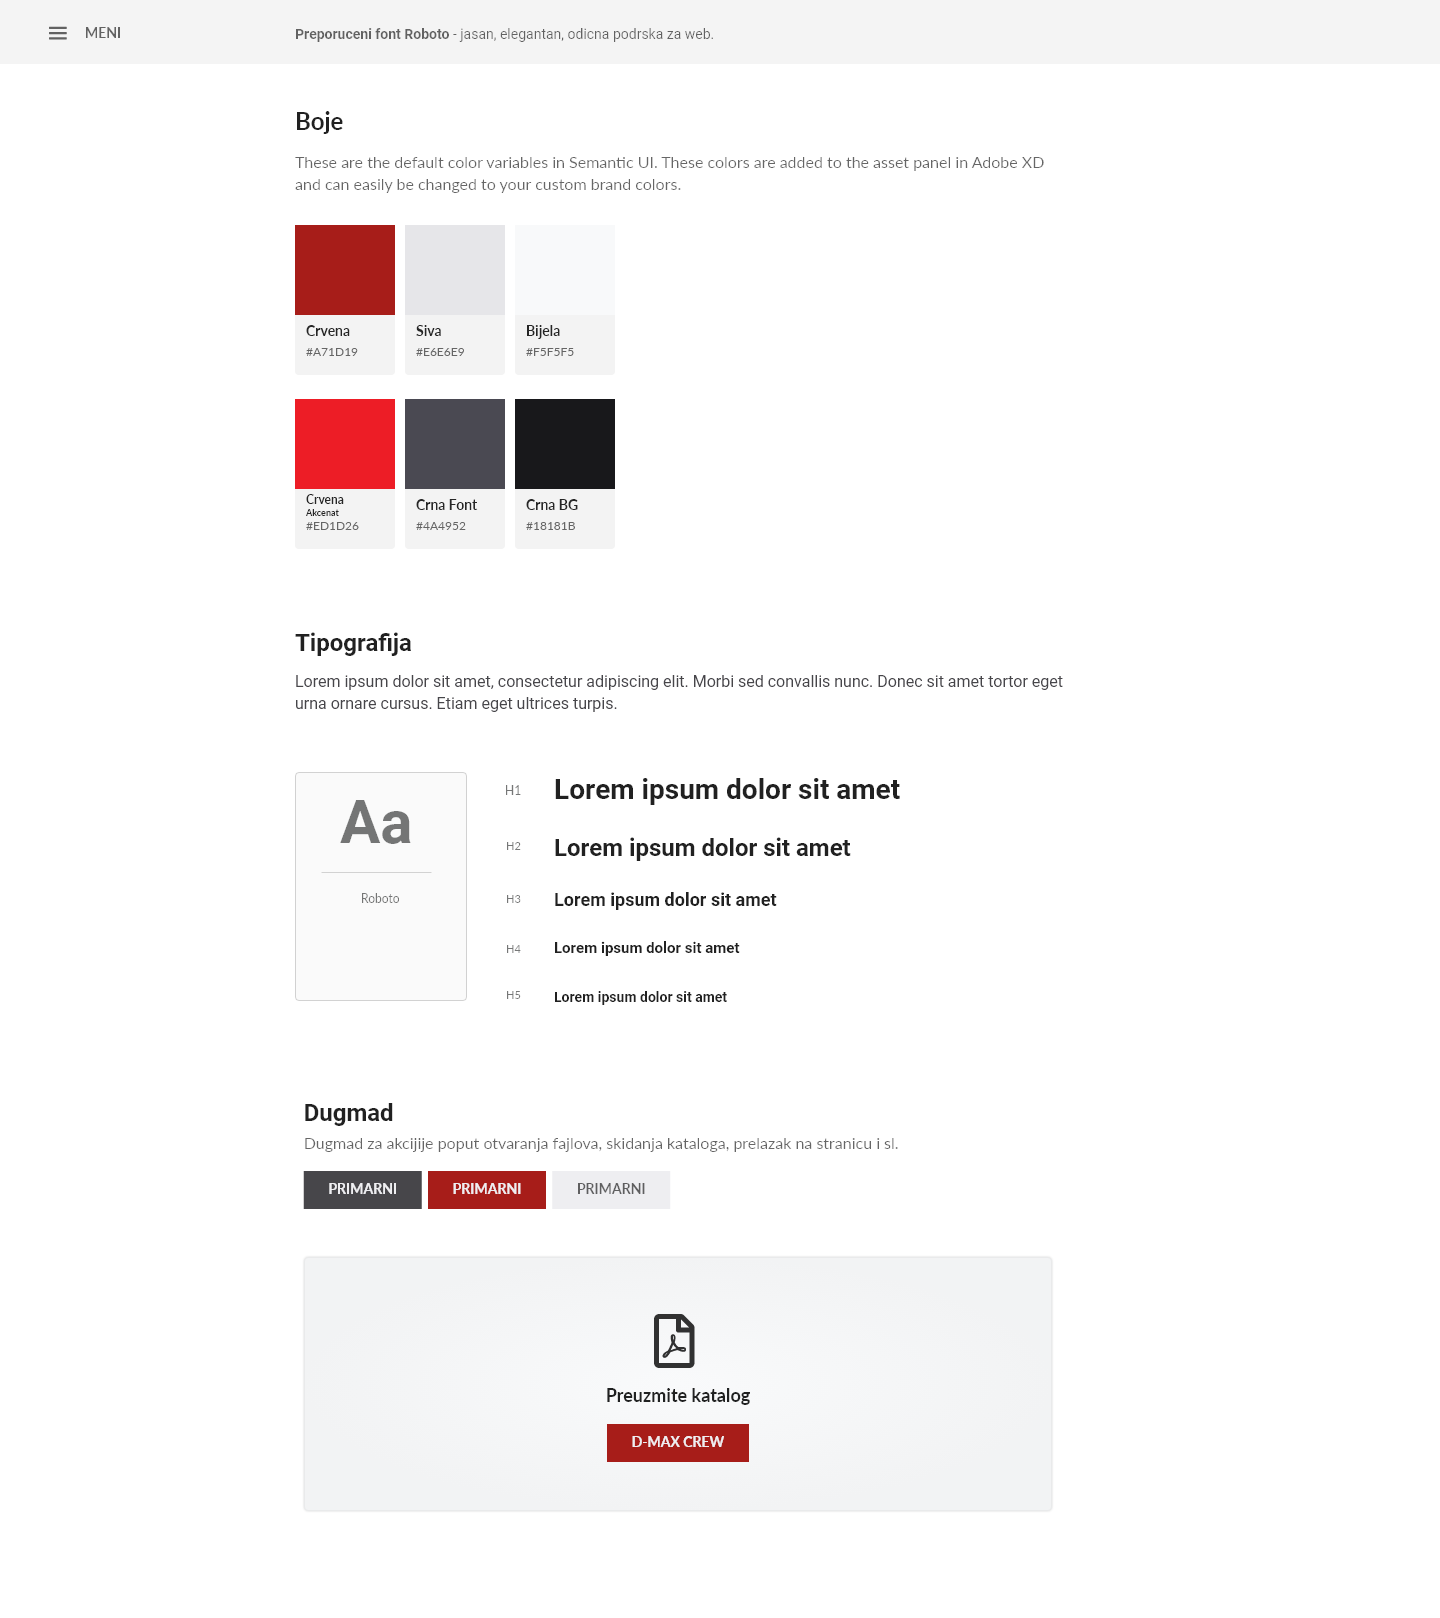 MENI
Preporuceni font Roboto - jasan, elegantan, odicna podrska za web.
Boje
These are the default color variables in Semantic UI. These colors are added to the asset panel in Adobe XD
and can easily be changed to your custom brand colors.
Crvena
#A71D19
Siva
#E6E6E9
Bijela
#F5F5F5
Crvena
Akcenat
#ED1D26
Crna Font
#4A4952
Crna BG
#18181B
Tipografija
Lorem ipsum dolor sit amet, consectetur adipiscing elit. Morbi sed convallis nunc. Donec sit amet tortor eget
urna ornare cursus. Etiam eget ultrices turpis.
Aa
Roboto
H1 Lorem ipsum dolor sit amet
H2 Lorem ipsum dolor sit amet
H3 Lorem ipsum dolor sit amet
H4 Lorem ipsum dolor sit amet
H5 Lorem ipsum dolor sit amet
Dugmad
Dugmad za akcijije poput otvaranja fajlova, skidanja kataloga, prelazak na stranicu i sl.
PRIMARNI PRIMARNI PRIMARNI
Preuzmite katalog
D-MAX CREW